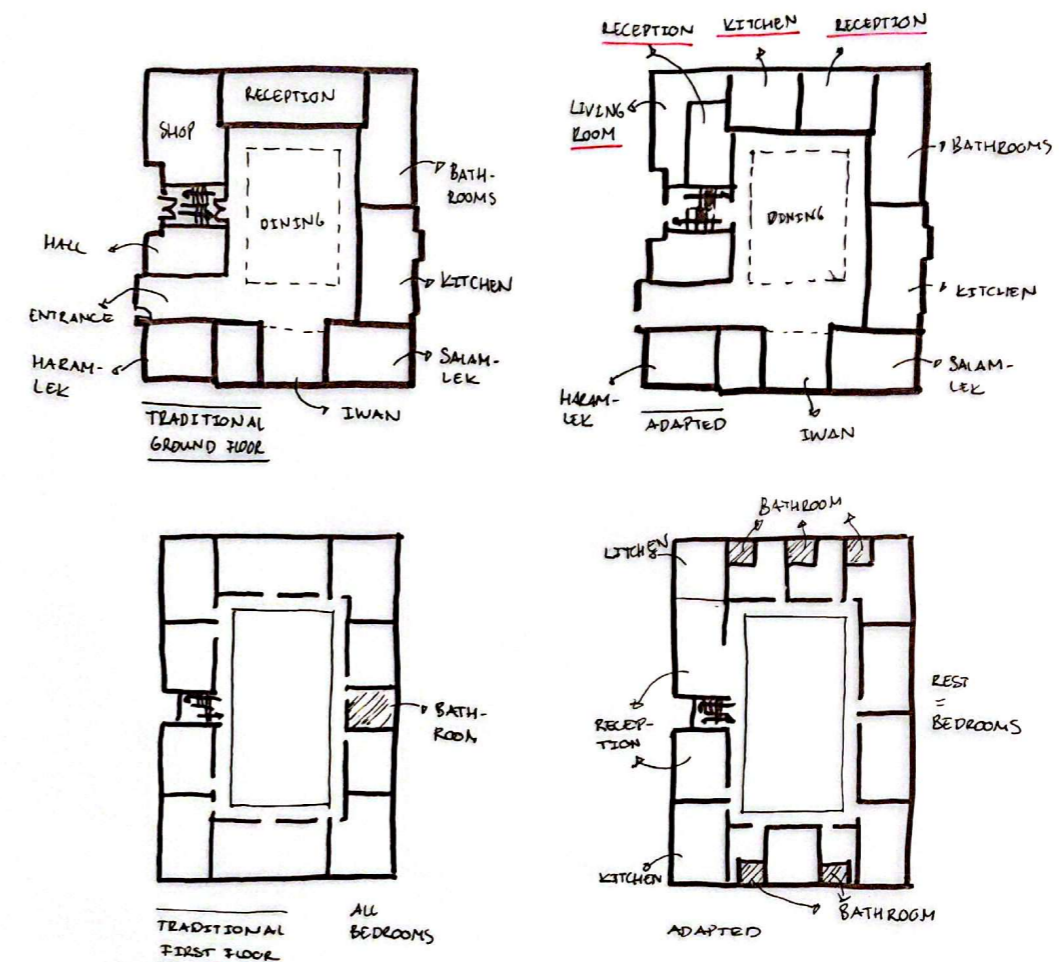 RECEPTION
SHOP
BATH-
ROOMS
DINING
HALL
KITCHEN
ENTRANCE
HARAM-
LEK
SALAM-
LEK
IWAN
TRADITIONAL
GROUND FLOOR
RECEPTION
KITCHEN
RECEPTION
LIVING
ROOM
BATHROOMS
DINING
KITCHEN
SALAM-
LEK
HARAM-
LEK
ADAPTED
IWAN
BATH-
ROOM
TRADITIONAL
FIRST FLOOR
ALL
BEDROOMS
BATHROOM
KITCHEN
REST
=
BEDROOMS
RECEP-
TION
KITCHEN
BATHROOM
ADAPTED